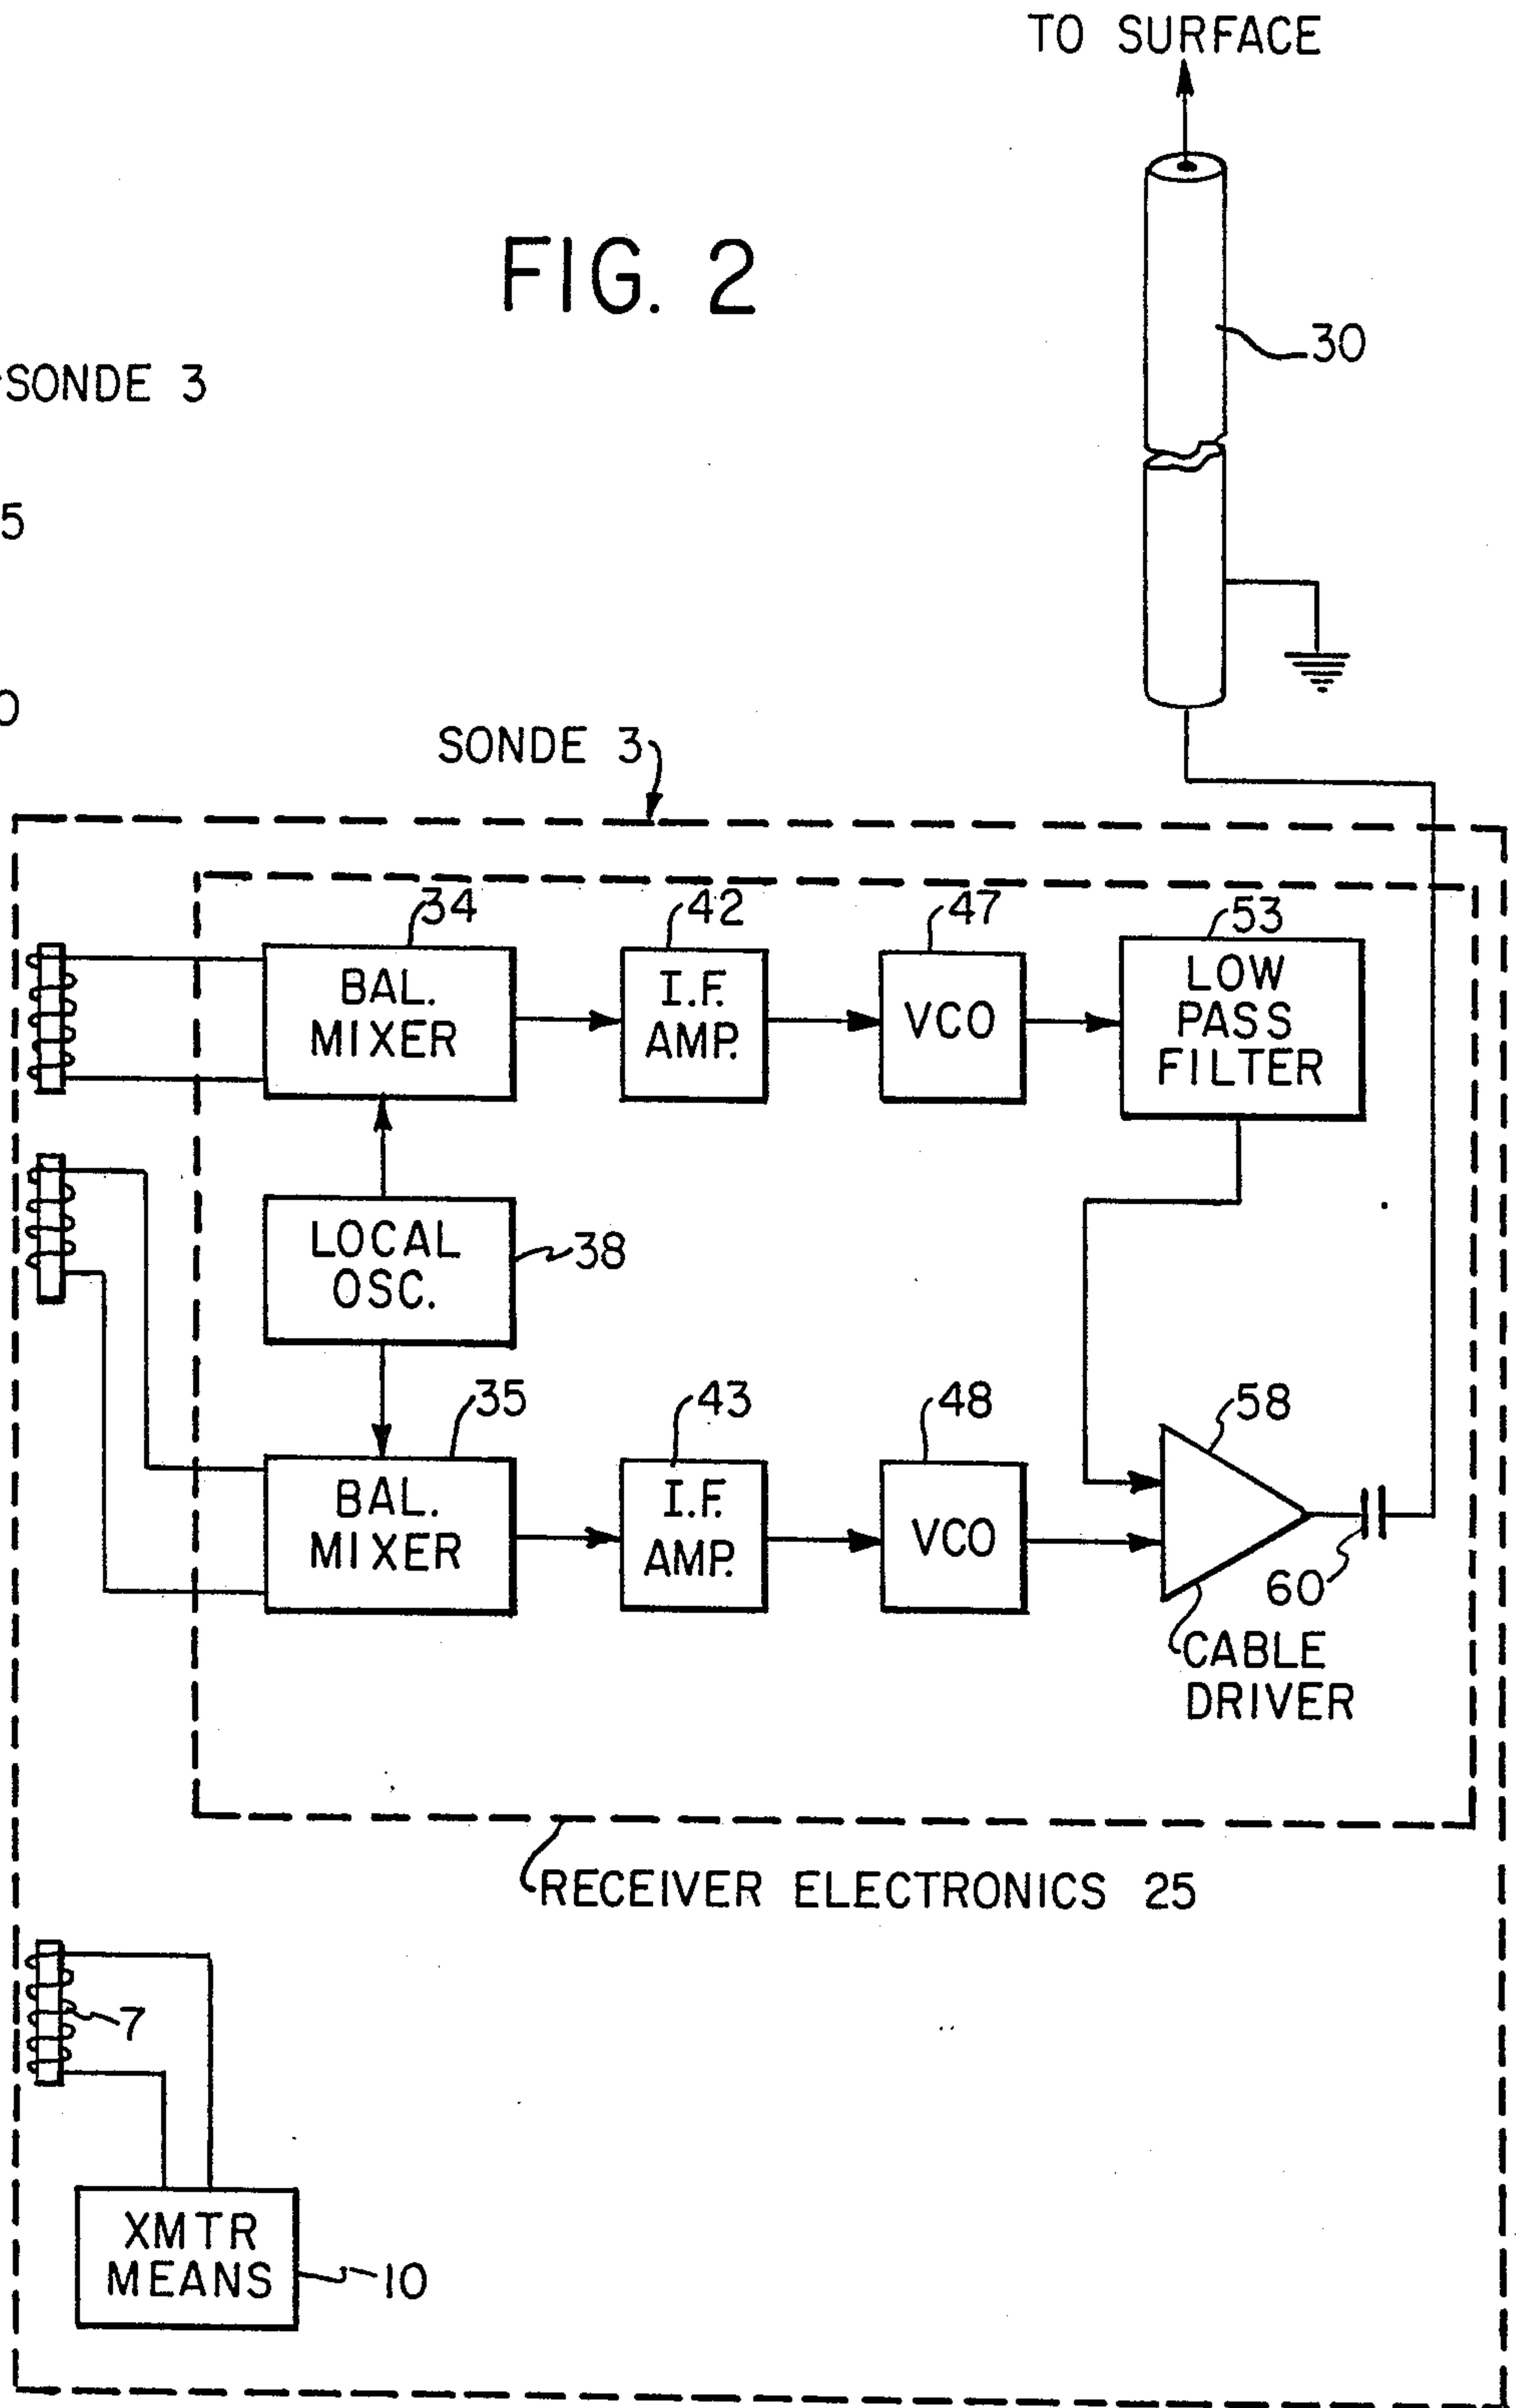 TO SURFACE
FIG. 2
30
SONDE 3
5
0
SONDE 3
34
42
47
53
BAL.
MIXER
I.F.
AMP.
VCO
LOW
PASS
FILTER
LOCAL
OSC.
38
35
43
48
58
BAL.
MIXER
I.F.
AMP.
VCO
60
CABLE
DRIVER
RECEIVER ELECTRONICS 25
7
XMTR
MEANS
10